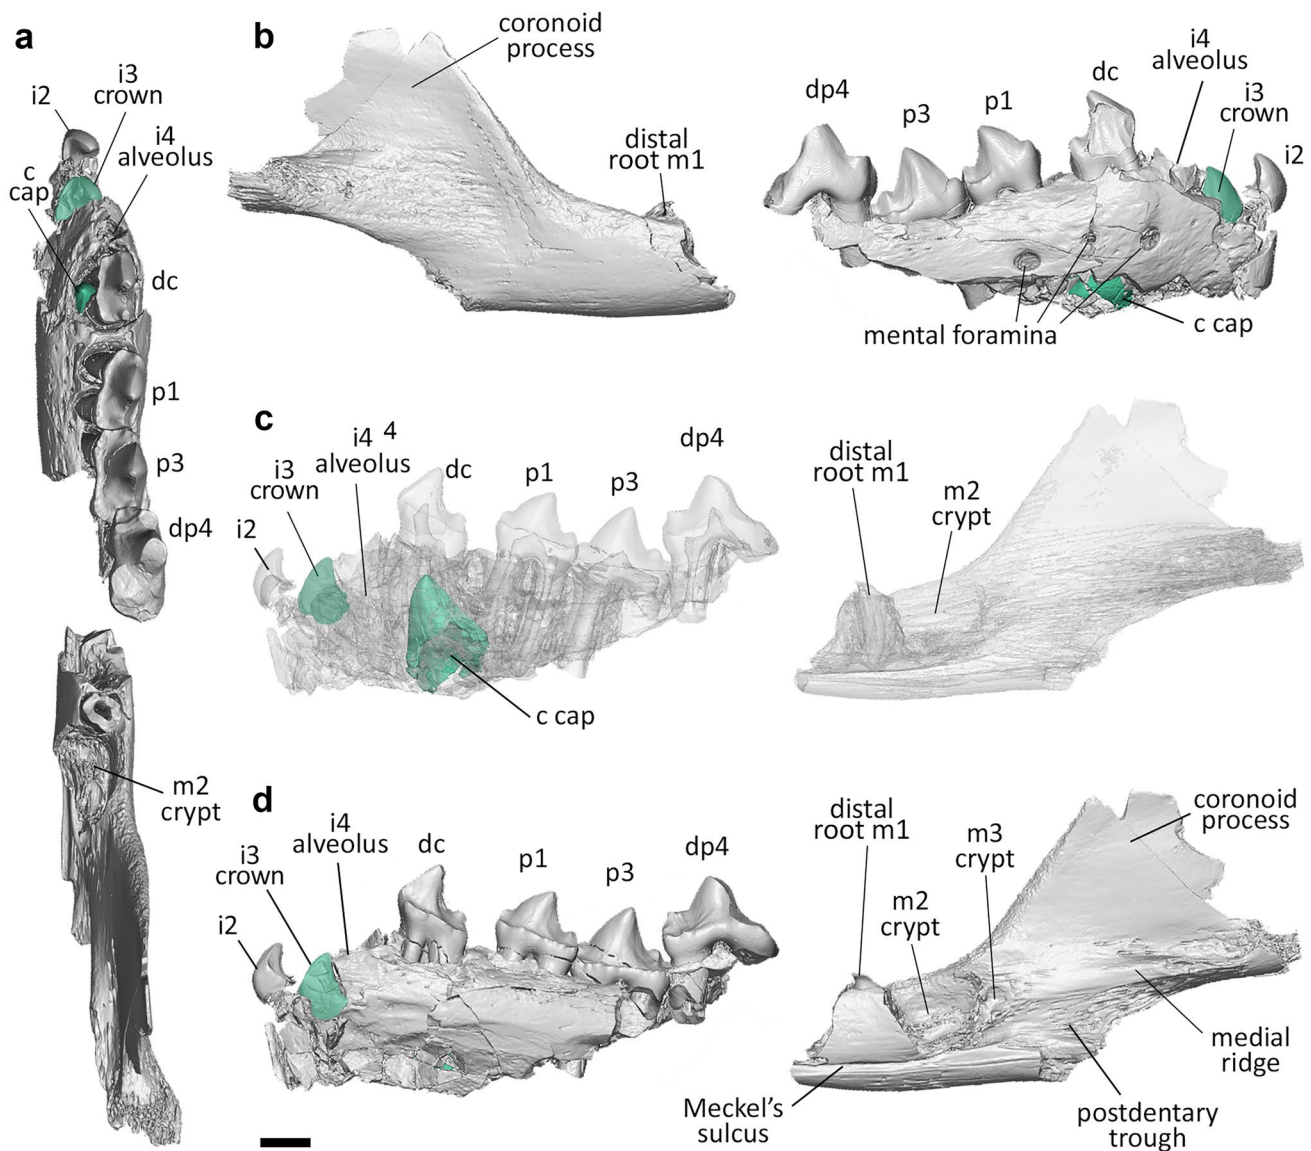 a
i2
i3
crown
i4
alveolus
c
cap
dc
p1
p3
dp4
m2
crypt
b
coronoid
process
distal
root m1
dp4
p3
p1
dc
i4
alveolus
i3
crown
i2
mental foramina
c cap
c
i2
i3
crown
i4 4
alveolus
dc
p1
p3
dp4
c cap
distal
root m1
m2
crypt
d
i2
i3
crown
i4
alveolus
dc
p1
p3
dp4
distal
root m1
m2
crypt
m3
crypt
coronoid
process
medial
ridge
postdentary
trough
Meckel’s
sulcus